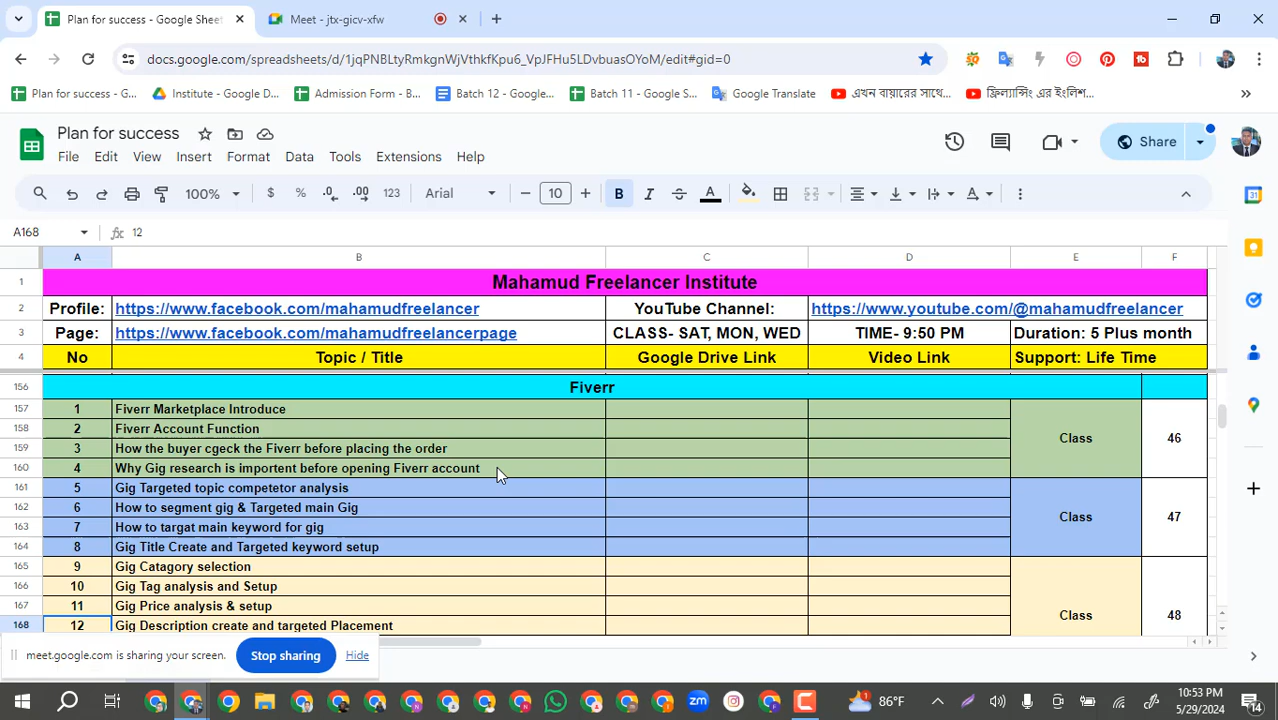 Plan for success - Google Sheet
Meet - jtx-gicv-xfw
docs.google.com/spreadsheets/d/1jqPNBLtyRmkgnWjVthkfKpu6_VpJFHu5LDvbuasOYoM/edit#gid=0
Plan for success - G...
Institute - Google D...
Admission Form - B...
Batch 12 - Google...
Batch 11 - Google S...
Google Translate
এখন বায়ারের সাথে...
ফ্রিল্যান্সিং এর ইংলিশ...
Plan for success
Share
File Edit View Insert Format Data Tools Extensions Help
100% $ % .0 .00 123 Arial 10 B I A
A168 fx 12
A B C D E F
1 Mahamud Freelancer Institute
2 Profile: https://www.facebook.com/mahamudfreelancer YouTube Channel: https://www.youtube.com/@mahamudfreelancer
3 Page: https://www.facebook.com/mahamudfreelancerpage CLASS- SAT, MON, WED TIME- 9:50 PM Duration: 5 Plus month
4 No Topic / Title Google Drive Link Video Link Support: Life Time
156 Fiverr
157 1 Fiverr Marketplace Introduce
158 2 Fiverr Account Function
Class 46
159 3 How the buyer cgeck the Fiverr before placing the order
160 4 Why Gig research is importent before opening Fiverr account
161 5 Gig Targeted topic competetor analysis
162 6 How to segment gig & Targeted main Gig
Class 47
163 7 How to targat main keyword for gig
164 8 Gig Title Create and Targeted keyword setup
165 9 Gig Catagory selection
166 10 Gig Tag analysis and Setup
167 11 Gig Price analysis & setup
Class 48
168 12 Gig Description create and targeted Placement
meet.google.com is sharing your screen. Stop sharing Hide
86°F
10:53 PM
5/29/2024
14